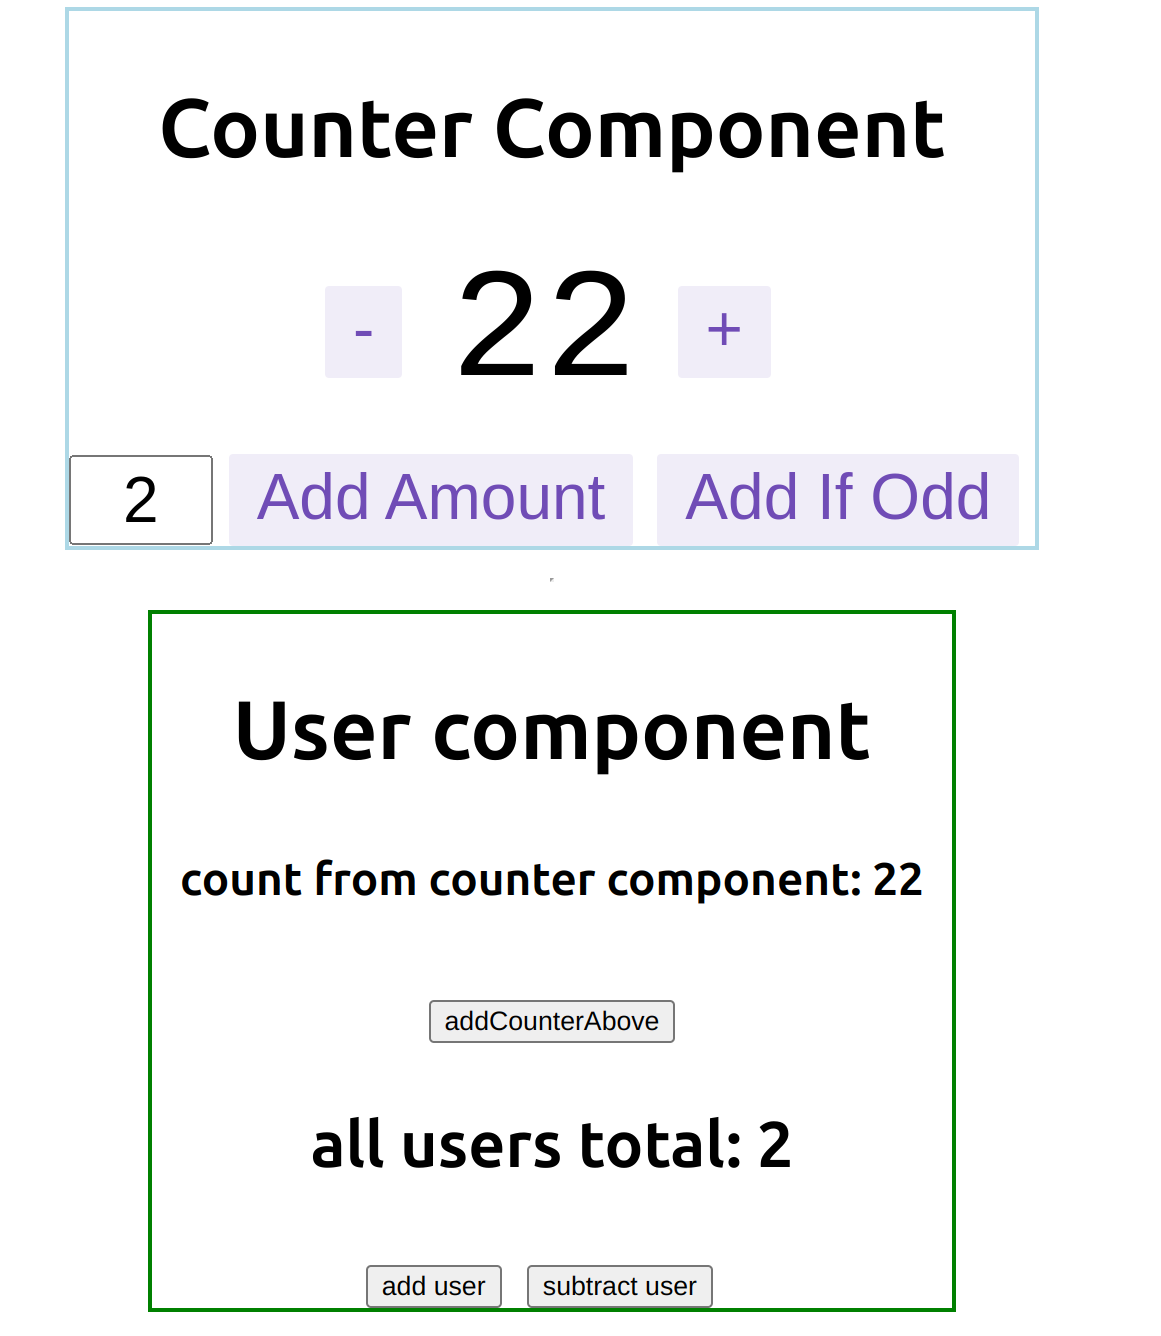 Counter Component
- 22 +
2 Add Amount Add If Odd
User component
count from counter component: 22
addCounterAbove
all users total: 2
add user subtract user